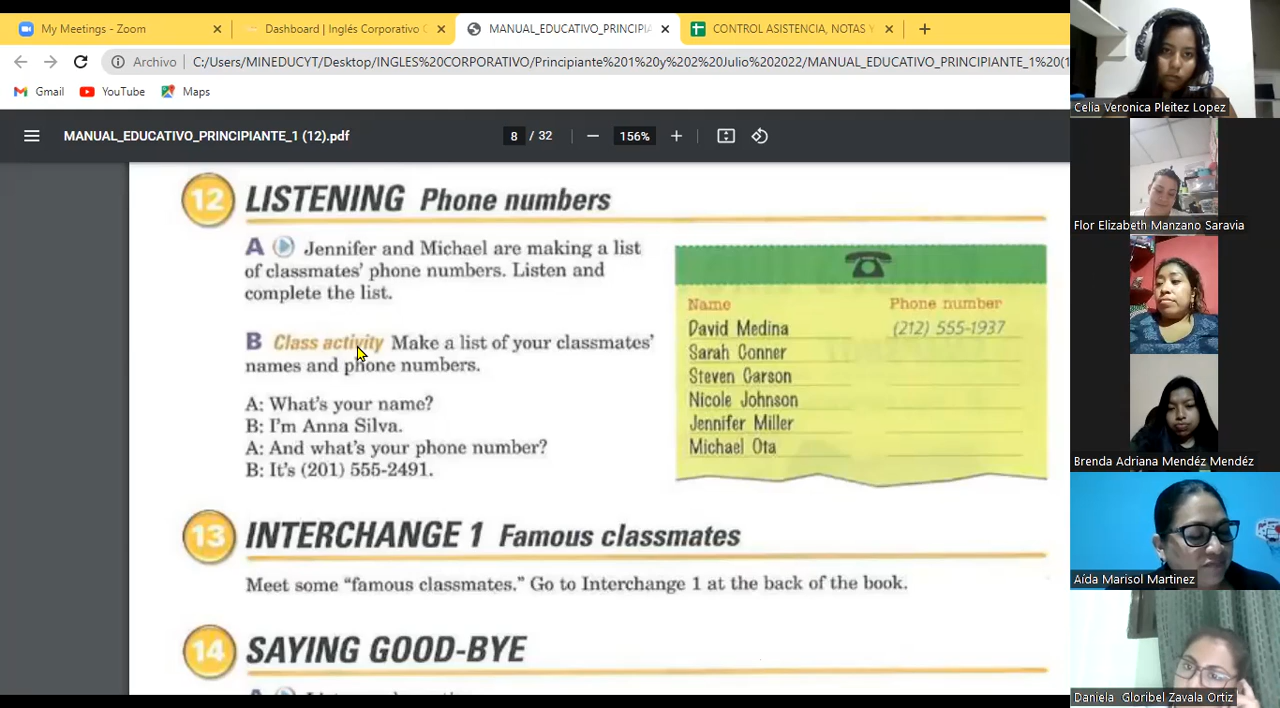 My Meetings - Zoom
Dashboard | Inglés Corporativo
MANUAL_EDUCATIVO_PRINCIPIA
CONTROL ASISTENCIA, NOTAS Y
Archivo
C:/Users/MINEDUCYT/Desktop/INGLES%20CORPORATIVO/Principiante%201%20y%202%20Julio%202022/MANUAL_EDUCATIVO_PRINCIPIANTE_1%20(1
Gmail
YouTube
Maps
MANUAL_EDUCATIVO_PRINCIPIANTE_1 (12).pdf
8 / 32
156%
12 LISTENING Phone numbers
A Jennifer and Michael are making a list
of classmates' phone numbers. Listen and
complete the list.
B Class activity Make a list of your classmates'
names and phone numbers.
A: What's your name?
B: I'm Anna Silva.
A: And what's your phone number?
B: It's (201) 555-2491.
Name Phone number
David Medina (212) 555-1937
Sarah Conner
Steven Carson
Nicole Johnson
Jennifer Miller
Michael Ota
13 INTERCHANGE 1 Famous classmates
Meet some "famous classmates." Go to Interchange 1 at the back of the book.
14 SAYING GOOD-BYE
Celía Veronica Pleitez Lopez
Flor Elizabeth Manzano Saravia
Brenda Adriana Mendéz Mendéz
Aída Marisol Martinez
Daniela Gloribel Zavala Ortiz